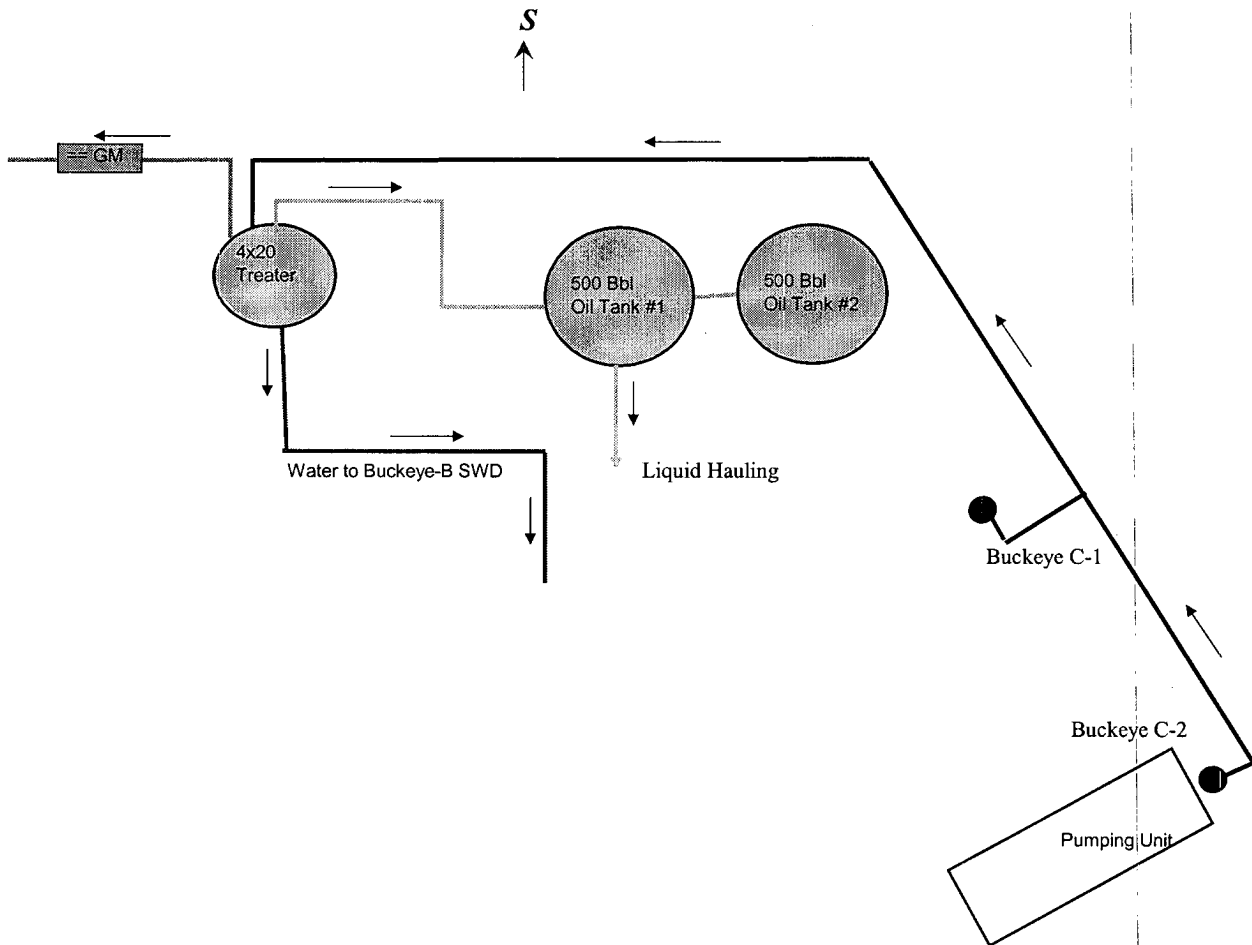 S
== GM
4x20
Treater
500 Bbl
Oil Tank #1
500 Bbl
Oil Tank #2
Water to Buckeye-B SWD
Liquid Hauling
Buckeye C-1
Buckeye C-2
Pumping Unit